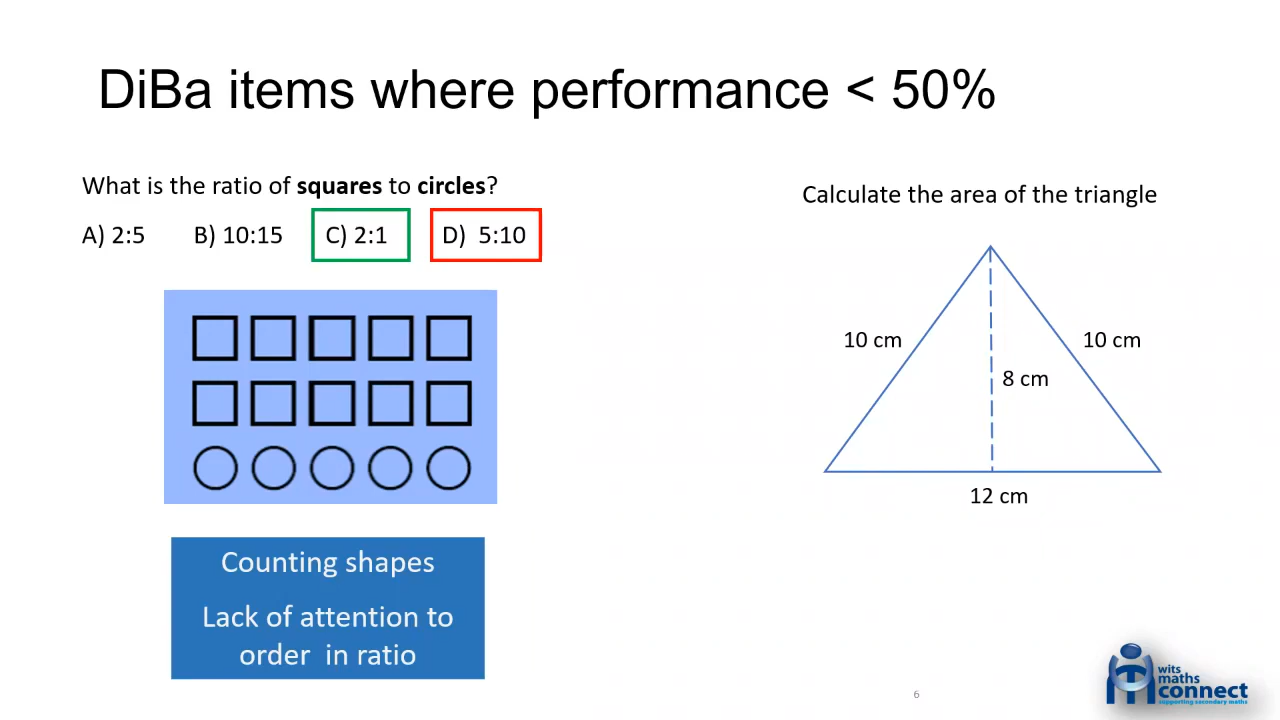 DiBa items where performance < 50%
What is the ratio of squares to circles?
A) 2:5 B) 10:15 C) 2:1 D) 5:10
Counting shapes
Lack of attention to
order in ratio
Calculate the area of the triangle
10 cm 10 cm
8 cm
12 cm
6
wits
maths
connect
supporting secondary maths